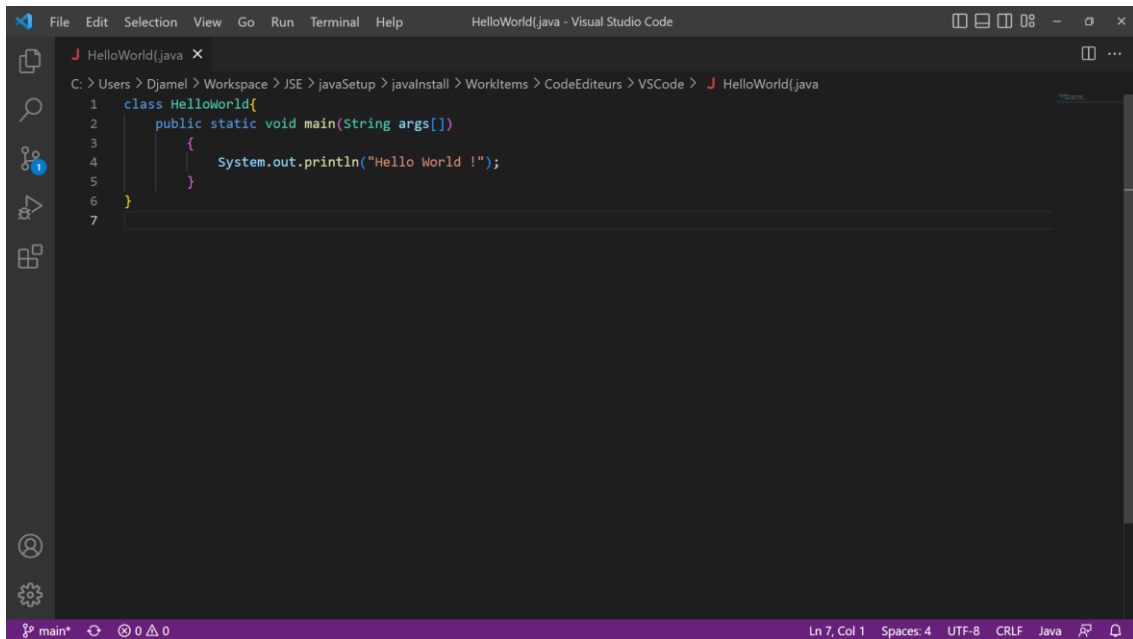 File Edit Selection View Go Run Terminal Help HelloWorld{.java - Visual Studio Code
J HelloWorld{.java
C: > Users > Djamel > Workspace > JSE > javaSetup > javaInstall > WorkItems > CodeEditeurs > VSCode > J HelloWorld{.java
1 class HelloWorld{
2 public static void main(String args[])
3 {
4 System.out.println("Hello World !");
5 }
6 }
7
1
main* 0 0 Ln 7, Col 1 Spaces: 4 UTF-8 CRLF Java